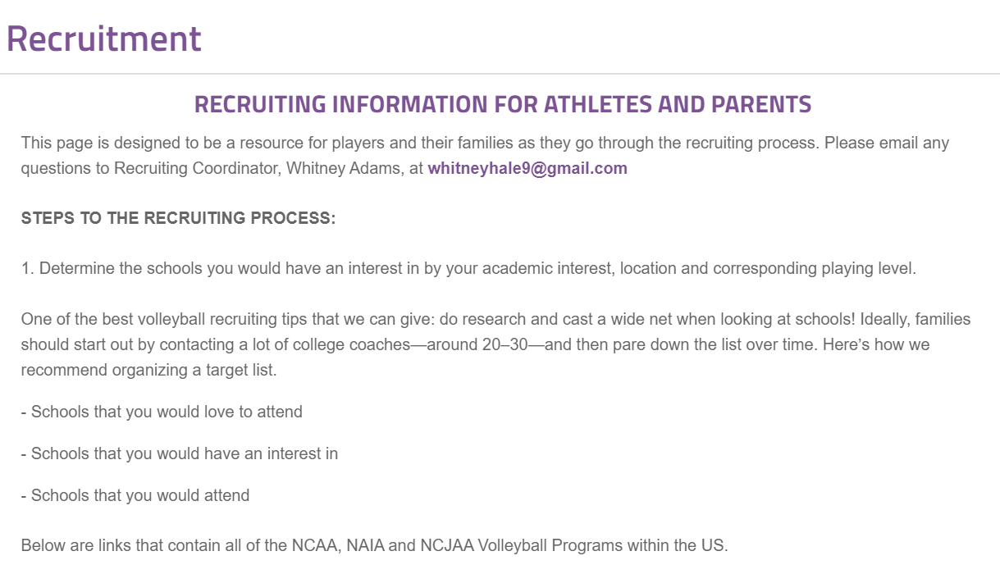 Recruitment
RECRUITING INFORMATION FOR ATHLETES AND PARENTS
This page is designed to be a resource for players and their families as they go through the recruiting process. Please email any
questions to Recruiting Coordinator, Whitney Adams, at whitneyhale9@gmail.com
STEPS TO THE RECRUITING PROCESS:
1. Determine the schools you would have an interest in by your academic interest, location and corresponding playing level.
One of the best volleyball recruiting tips that we can give: do research and cast a wide net when looking at schools! Ideally, families
should start out by contacting a lot of college coaches—around 20–30—and then pare down the list over time. Here’s how we
recommend organizing a target list.
- Schools that you would love to attend
- Schools that you would have an interest in
- Schools that you would attend
Below are links that contain all of the NCAA, NAIA and NCJAA Volleyball Programs within the US.